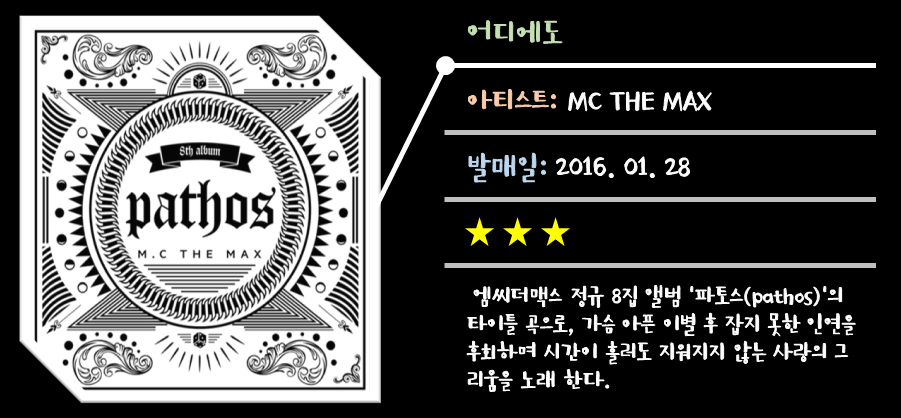 8th album
pathos
M.C THE MAX
어디에도
아티스트: MC THE MAX
발매일: 2016. 01. 28
★ ★ ★
엠씨더맥스 정규 8집 앨범 '파토스(pathos)'의
타이틀 곡으로, 가슴 아픈 이별 후 잡지 못한 인연을
후회하며 시간이 흘러도 지워지지 않는 사랑의 그
리움을 노래 한다.